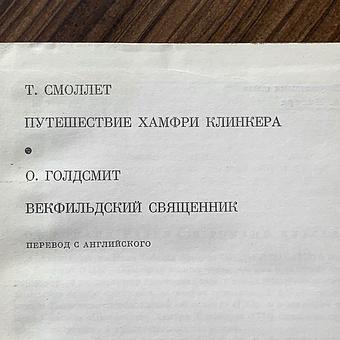 Т. СМОЛЛЕТ
ПУТЕШЕСТВИЕ ХАМФРИ КЛИНКЕРА
О. ГОЛДСМИТ
ВЕКФИЛЬДСКИЙ СВЯЩЕННИК
ПЕРЕВОД С АНГЛИЙСКОГО